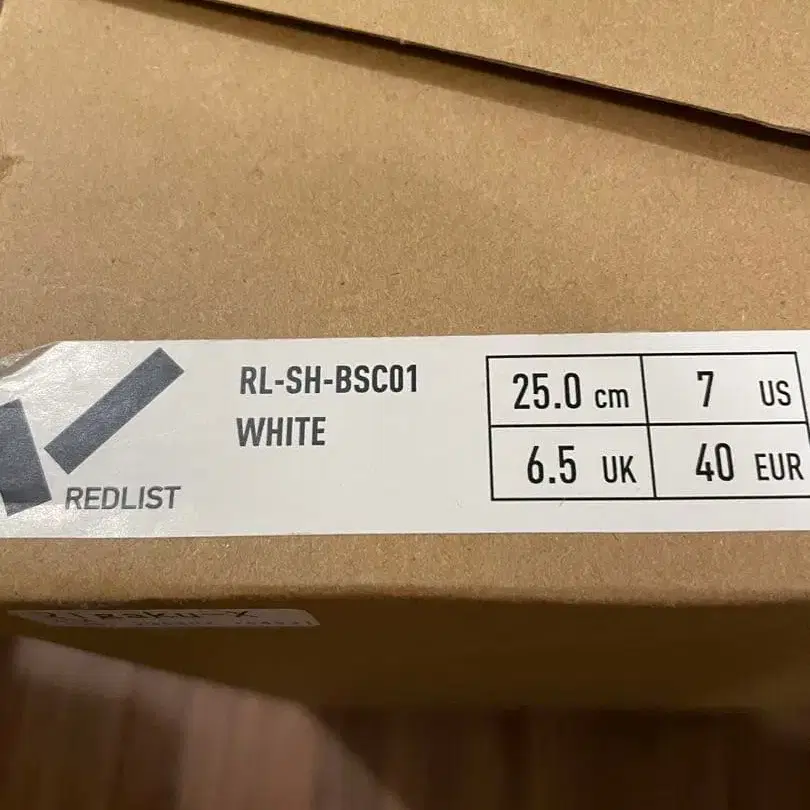 RL-SH-BSC01
WHITE
REDLIST
25.0 cm
7 US
6.5 UK
40 EUR